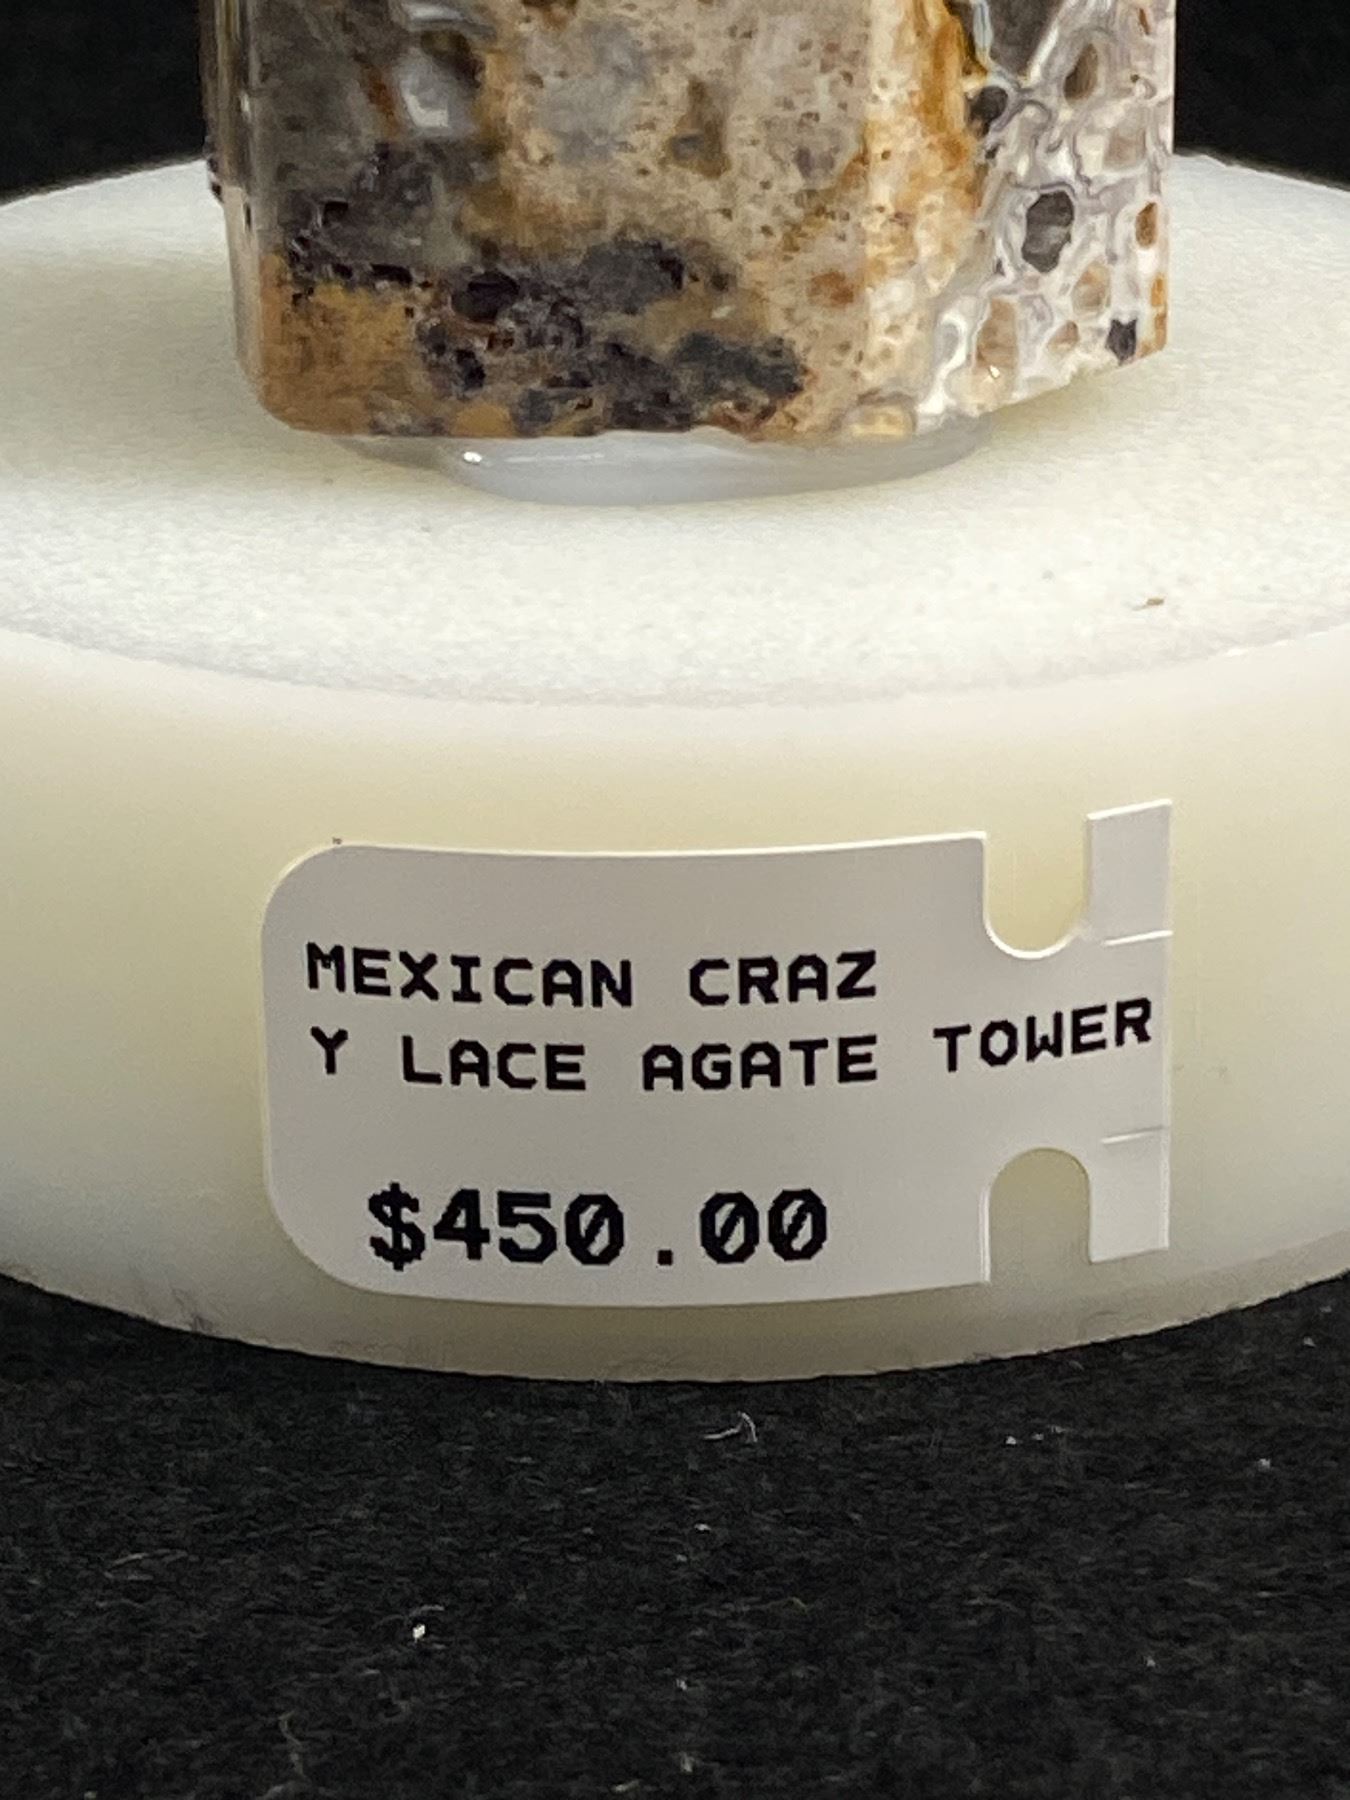 MEXICAN CRAZ
Y LACE AGATE TOWER
$450.00